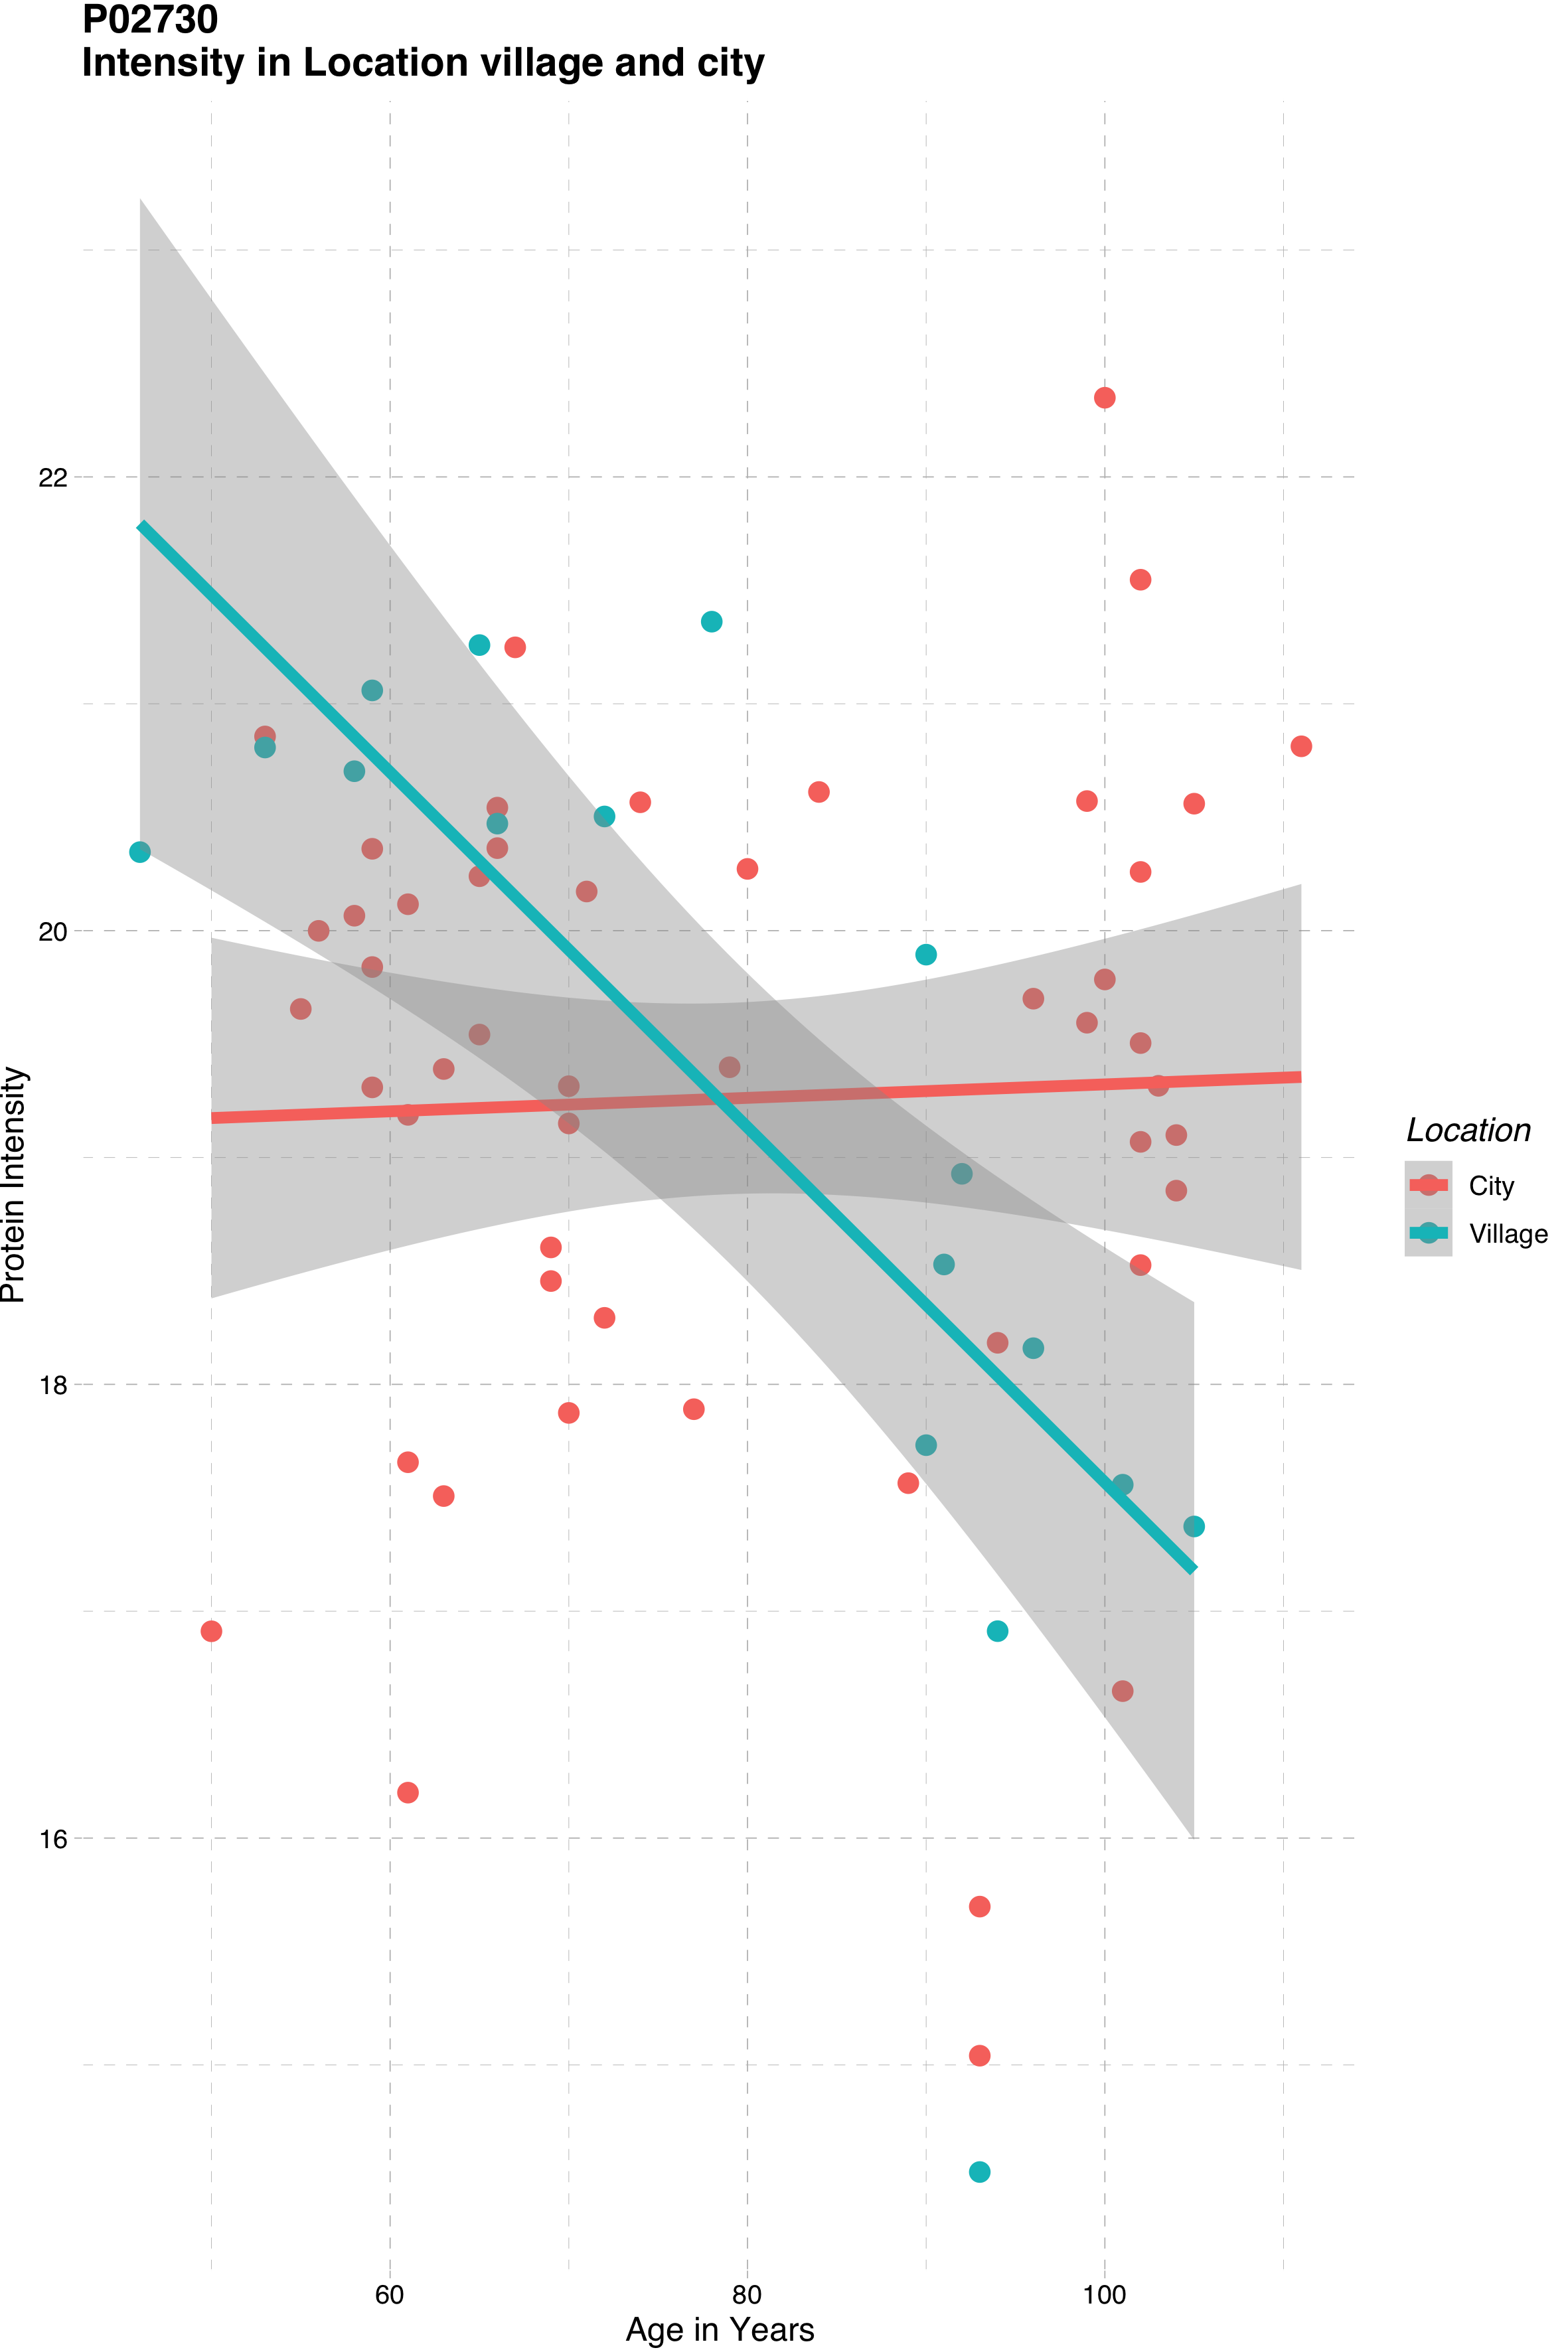 P02730
Intensity in Location village and city
22
20
18
16
Protein Intensity
60
80
100
Age in Years
Location
City
Village